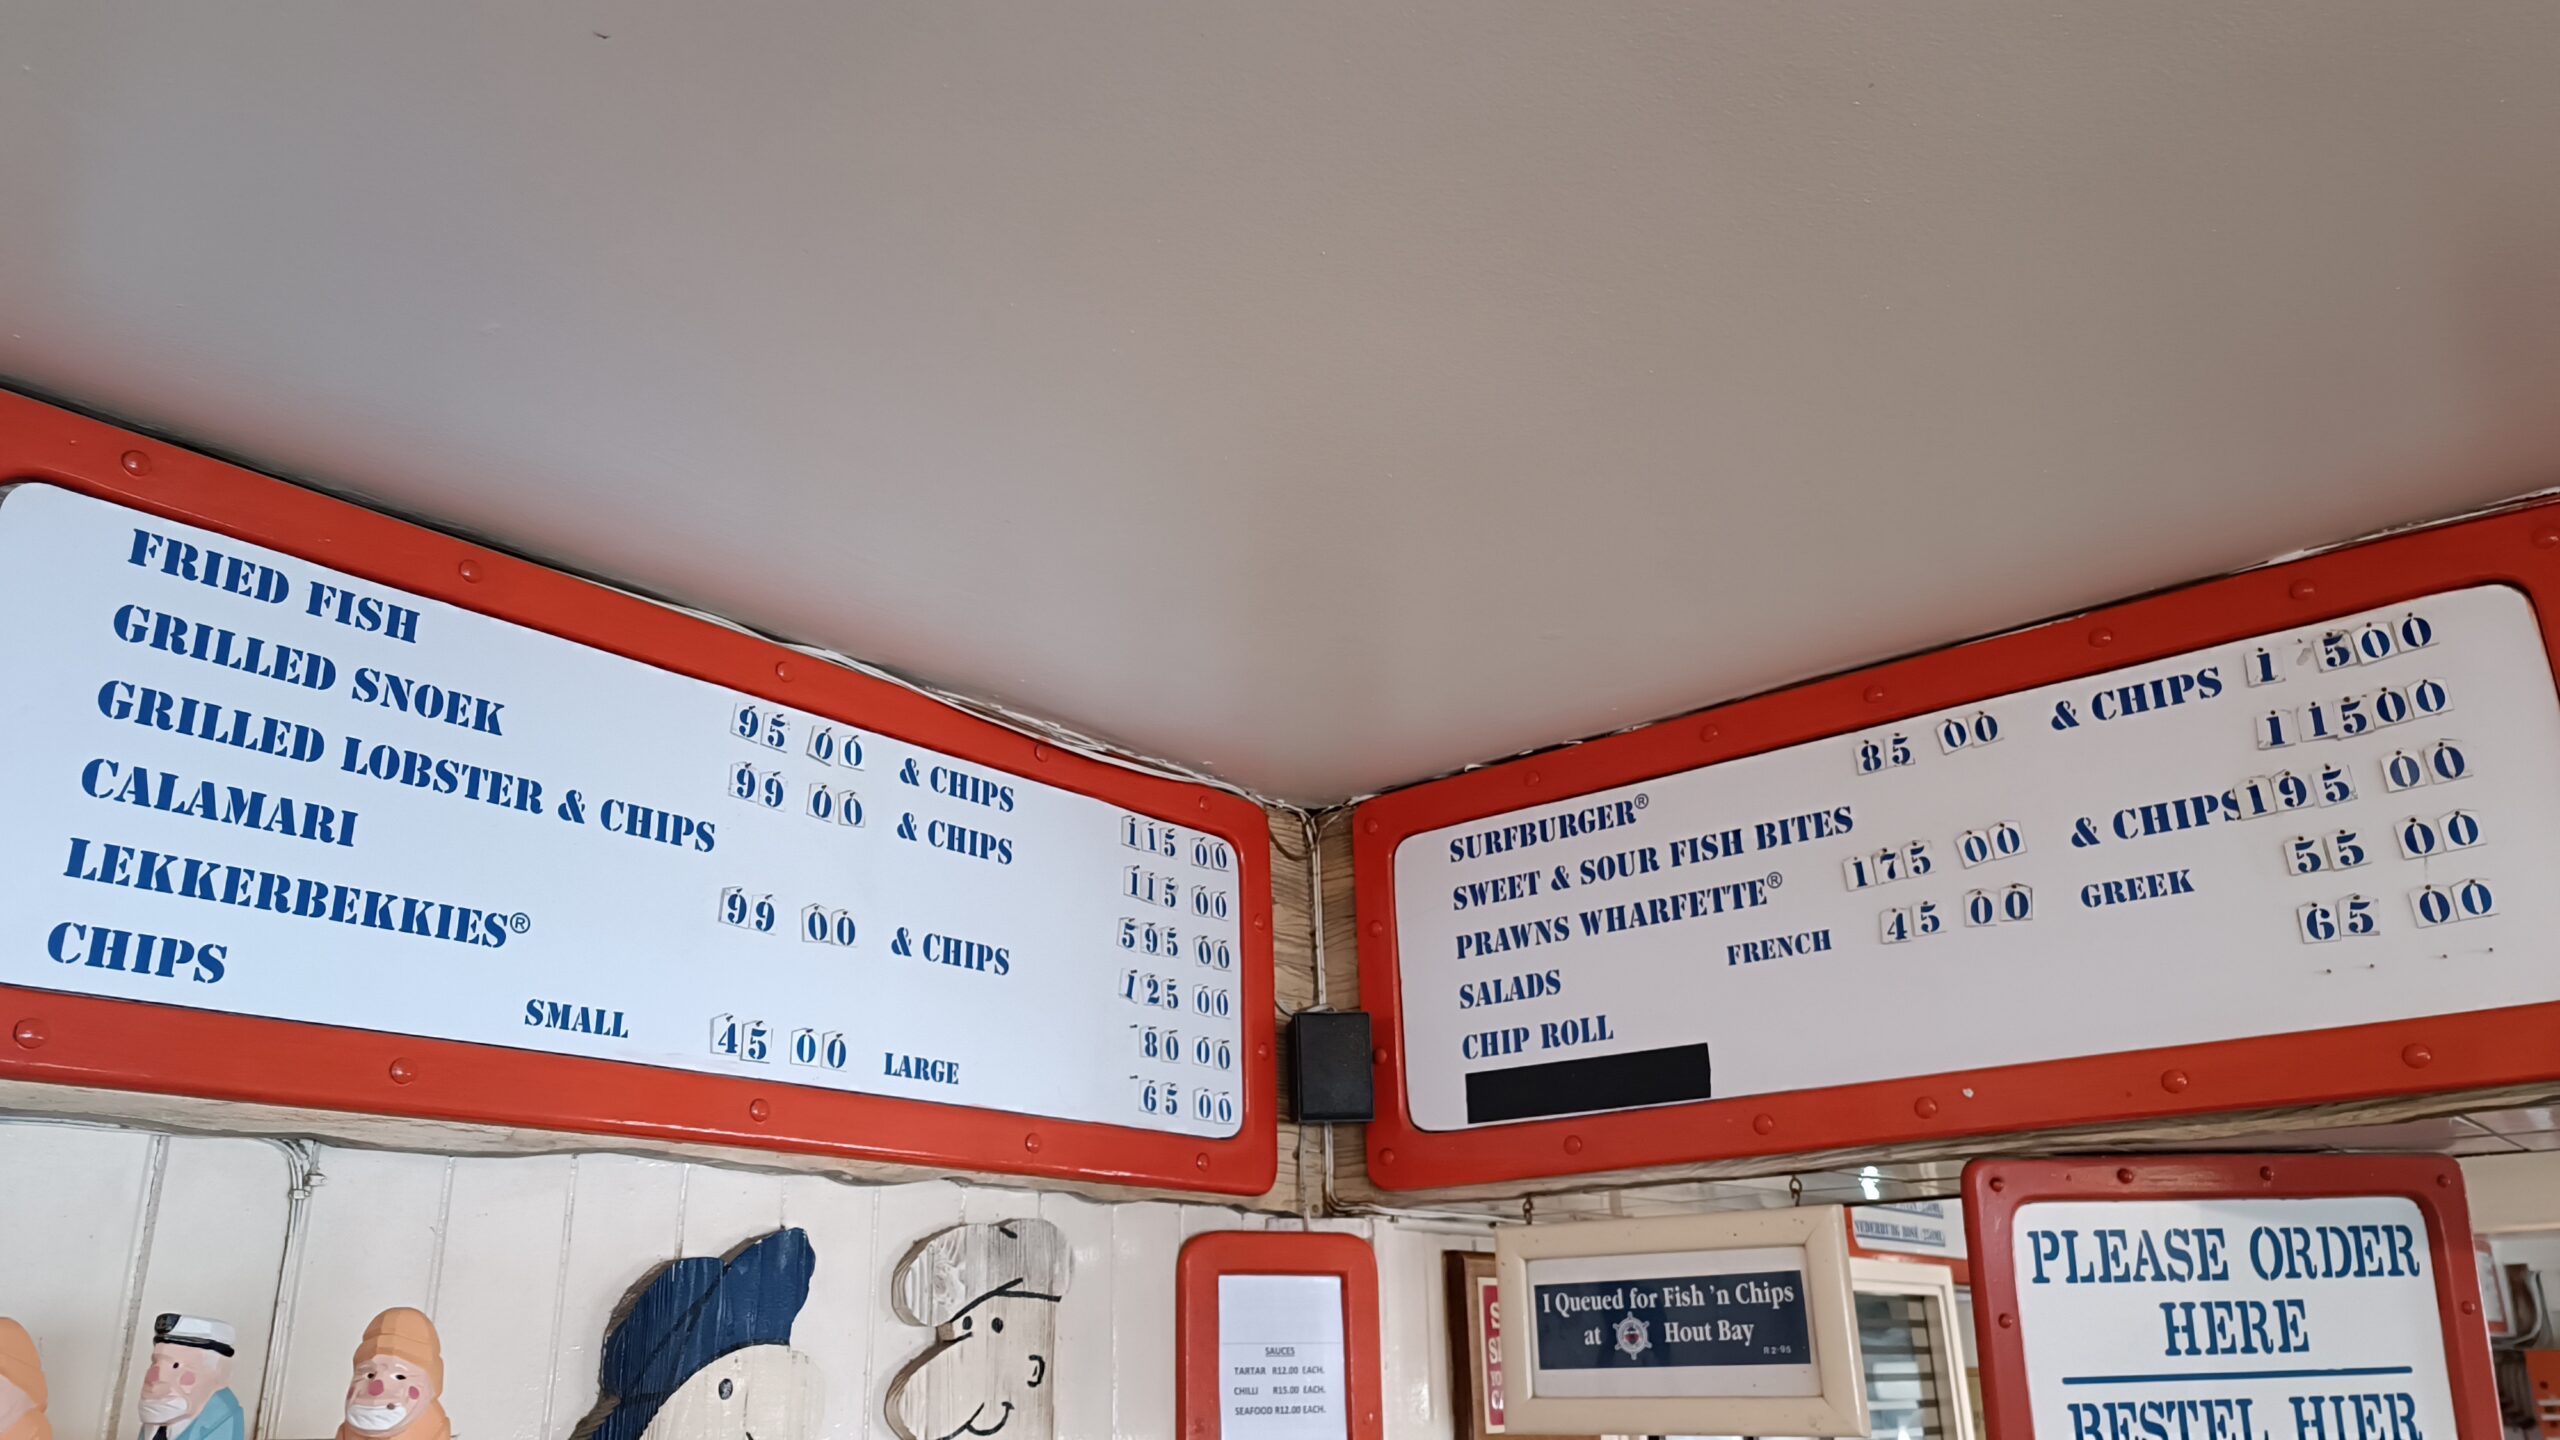 FRIED FISH 95 00 & CHIPS 115 00
GRILLED SNOEK 99 00 & CHIPS 115 00
GRILLED LOBSTER & CHIPS 595 00
CALAMARI 99 00 & CHIPS 125 00
LEKKERBEKKIES® 80 00
CHIPS SMALL 45 00 LARGE 65 00
SURFBURGER® 85 00 & CHIPS 1 500
SWEET & SOUR FISH BITES 11500
PRAWNS WHARFETTE® 175 00 & CHIPS 195 00
SALADS FRENCH 45 00 GREEK 55 00
CHIP ROLL 65 00
SAUCES
TARTAR R12.00 EACH.
CHILLI R15.00 EACH.
SEAFOOD R12.00 EACH.
I Queued for Fish 'n Chips
at Hout Bay
R2-95
PLEASE ORDER
HERE
BESTEL HIER